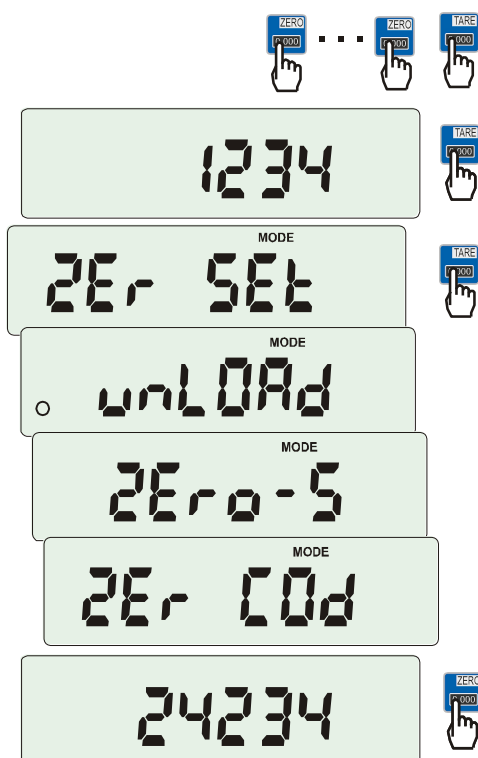 ZERO ZERO TARE
0.000 0.000 0.000
1234
TARE
0.000
MODE
ZEr SEt
TARE
0.000
MODE
unLOAd
MODE
ZEro-S
MODE
ZEr COd
24234
ZERO
0.000